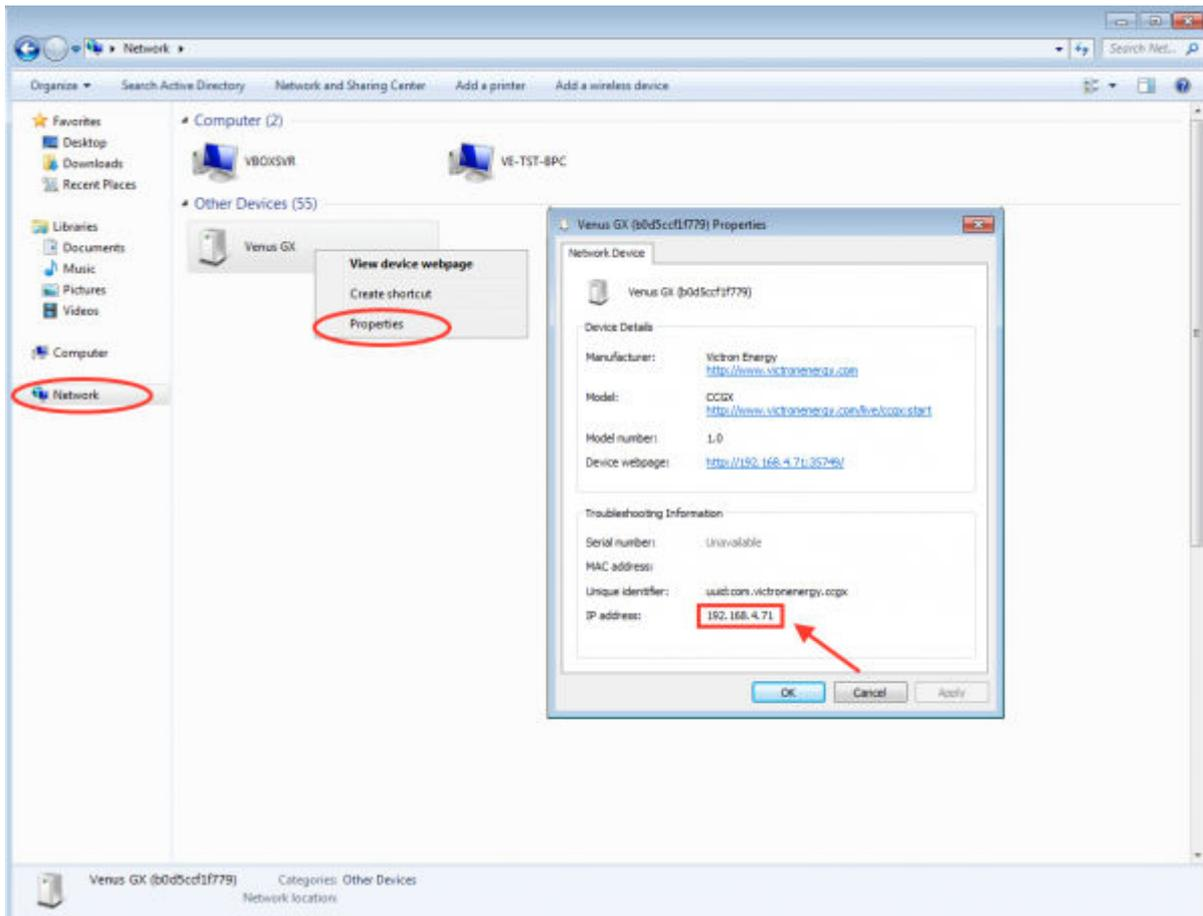 Network
Search Net...
Organize
Search Active Directory
Network and Sharing Center
Add a printer
Add a wireless device
Favorites
Desktop
Downloads
Recent Places
Libraries
Documents
Music
Pictures
Videos
Computer
Network
Computer (2)
VBOXSVR
VE-TST-BPC
Other Devices (55)
Venus GX
View device webpage
Create shortcut
Properties
Venus GX (b0d5ccf1f779) Properties
Network Device
Venus GX (b0d5ccf1f779)
Device Details
Manufacturer: Victron Energy
http://www.victronenergy.com
Model: CCGX
http://www.victronenergy.com/live/ccgx:start
Model number: 1.0
Device webpage: http://192.168.4.71:35749/
Troubleshooting Information
Serial number: Unavailable
MAC address:
Unique identifier: uuid:com.victronenergy.ccgx
IP address: 192.168.4.71
OK
Cancel
Apply
Venus GX (b0d5ccf1f779)
Categories: Other Devices
Network location: